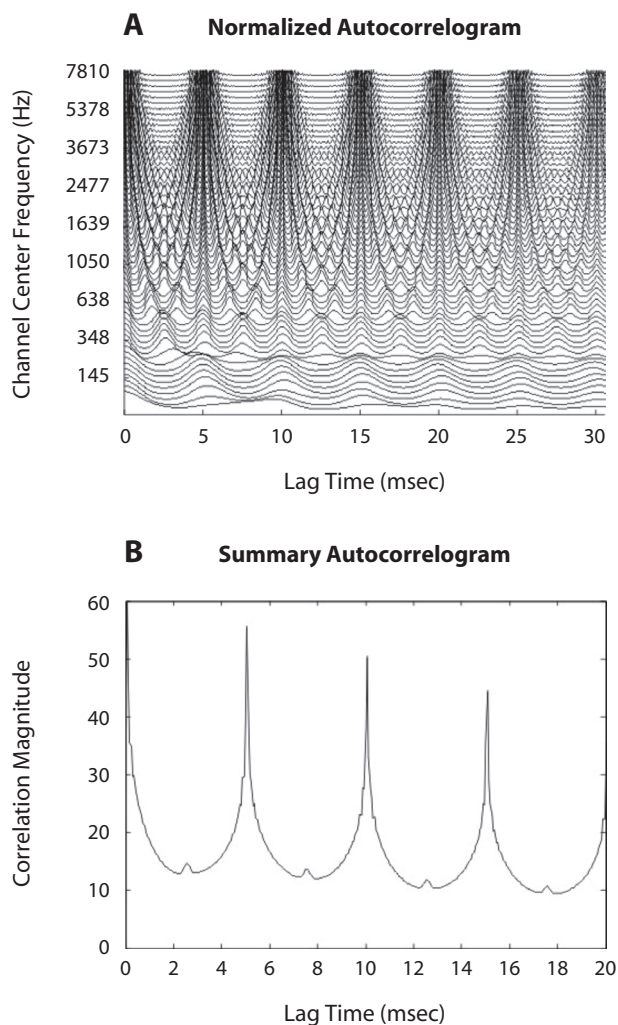 A Normalized Autocorrelogram
Channel Center Frequency (Hz)
7810
5378
3673
2477
1639
1050
638
348
145
0 5 10 15 20 25 30
Lag Time (msec)
B Summary Autocorrelogram
Correlation Magnitude
60
50
40
30
20
10
0
0 2 4 6 8 10 12 14 16 18 20
Lag Time (msec)